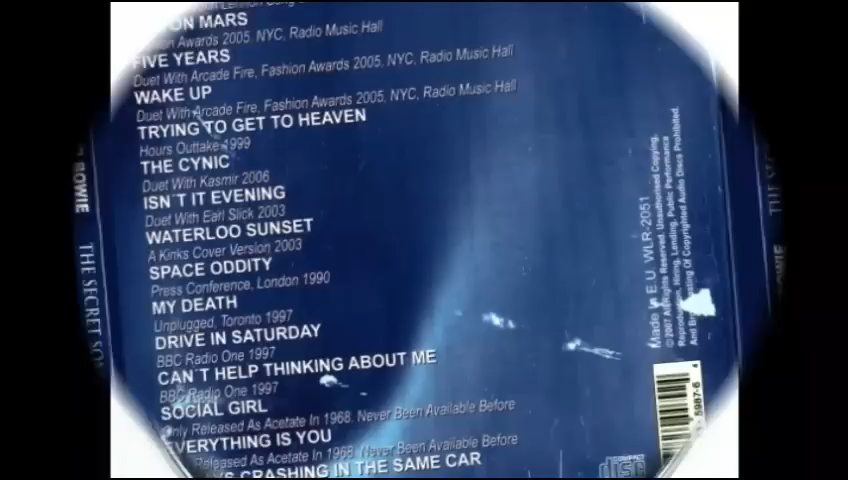 ON MARS
Awards 2005, NYC, Radio Music Hall
FIVE YEARS
Duet With Arcade Fire, Fashion Awards 2005, NYC, Radio Music Hall
WAKE UP
Duet With Arcade Fire, Fashion Awards 2005, NYC, Radio Music Hall
TRYING TO GET TO HEAVEN
Hours Outtake 1999
THE CYNIC
Duet With Kasmir 2006
ISN´T IT EVENING
Duet With Earl Slick 2003
WATERLOO SUNSET
A Kinks Cover Version 2003
SPACE ODDITY
Press Conference, London 1990
MY DEATH
Unplugged, Toronto 1997
DRIVE IN SATURDAY
BBC Radio One 1997
CAN´T HELP THINKING ABOUT ME
BBC Radio One 1997
SOCIAL GIRL
Only Released As Acetate In 1968. Never Been Available Before
EVERYTHING IS YOU
Released As Acetate In 1968. Never Been Available Before
CRASHING IN THE SAME CAR
BOWIE
THE SECRET
Made In E.U. WLR-2051
© 2007 All Rights Reserved. Unauthorised Copying,
Reproduction, Hiring, Lending, Public Performance
And Broadcasting Of Copyrighted Audio Discs Prohibited.
COMPACT
disc